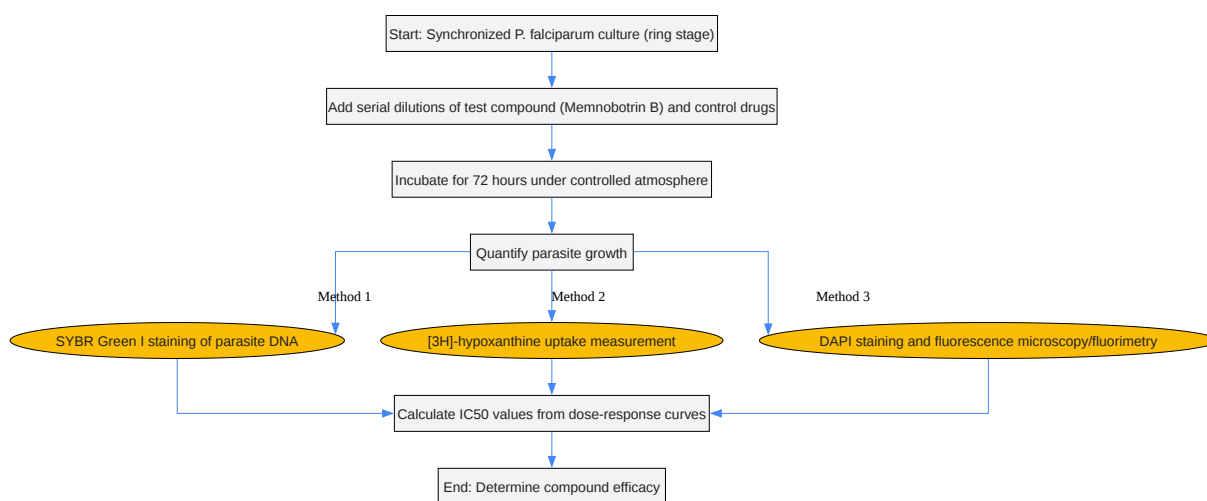 Start: Synchronized P. falciparum culture (ring stage)
Add serial dilutions of test compound (Memnobotrin B) and control drugs
Incubate for 72 hours under controlled atmosphere
Quantify parasite growth
Method 1
Method 2
Method 3
SYBR Green I staining of parasite DNA
[3H]-hypoxanthine uptake measurement
DAPI staining and fluorescence microscopy/fluorimetry
Calculate IC50 values from dose-response curves
End: Determine compound efficacy